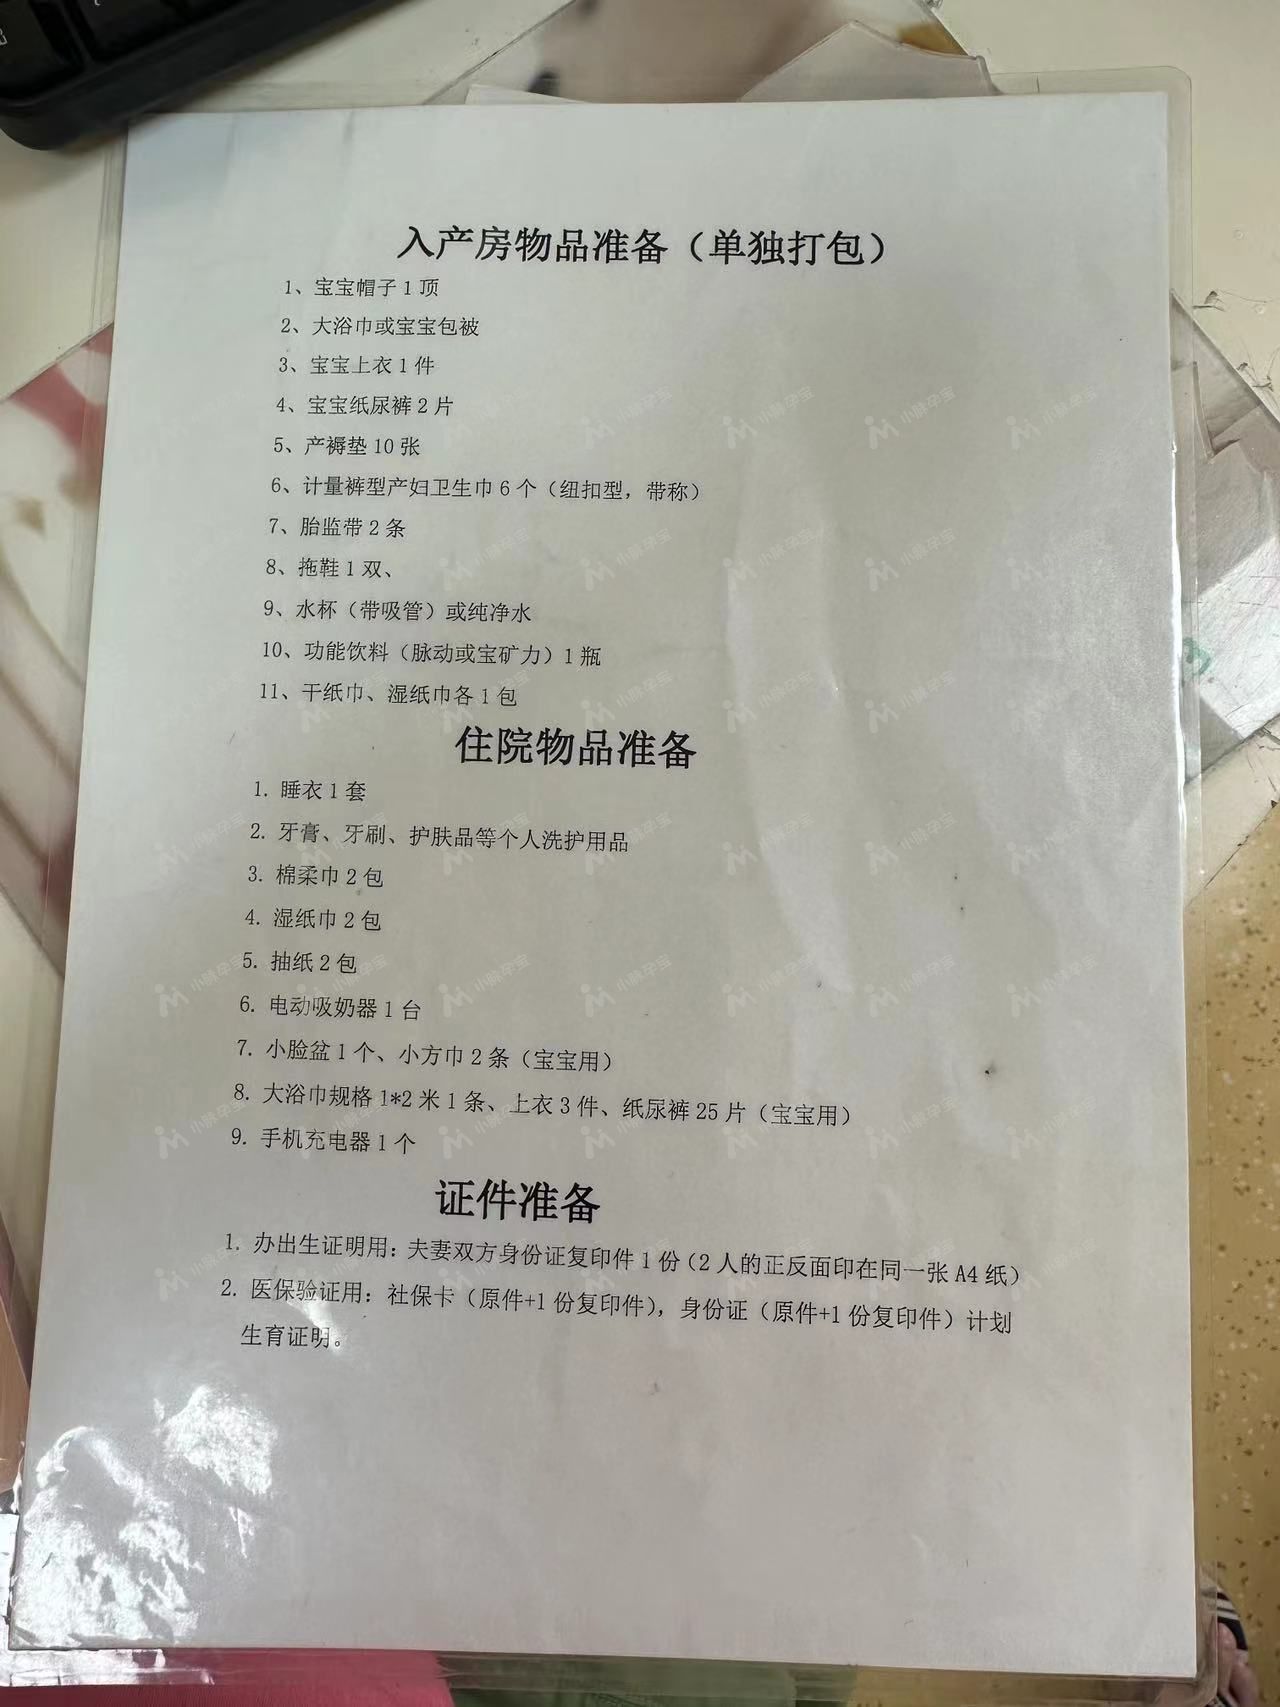 入产房物品准备（单独打包）
1、宝宝帽子1顶
2、大浴巾或宝宝包被
3、宝宝上衣1件
4、宝宝纸尿裤2片
5、产褥垫10张
6、计量裤型产妇卫生巾6个（纽扣型，带称）
7、胎监带2条
8、拖鞋1双、
9、水杯（带吸管）或纯净水
10、功能饮料（脉动或宝矿力）1瓶
11、干纸巾、湿纸巾各1包
住院物品准备
1. 睡衣1套
2. 牙膏、牙刷、护肤品等个人洗护用品
3. 棉柔巾2包
4. 湿纸巾2包
5. 抽纸2包
6. 电动吸奶器1台
7. 小脸盆1个、小方巾2条（宝宝用）
8. 大浴巾规格1*2米1条、上衣3件、纸尿裤25片（宝宝用）
9. 手机充电器1个
证件准备
1. 办出生证明用：夫妻双方身份证复印件1份（2人的正反面印在同一张A4纸）
2. 医保验证用：社保卡（原件+1份复印件），身份证（原件+1份复印件）计划
生育证明。
小脉孕宝